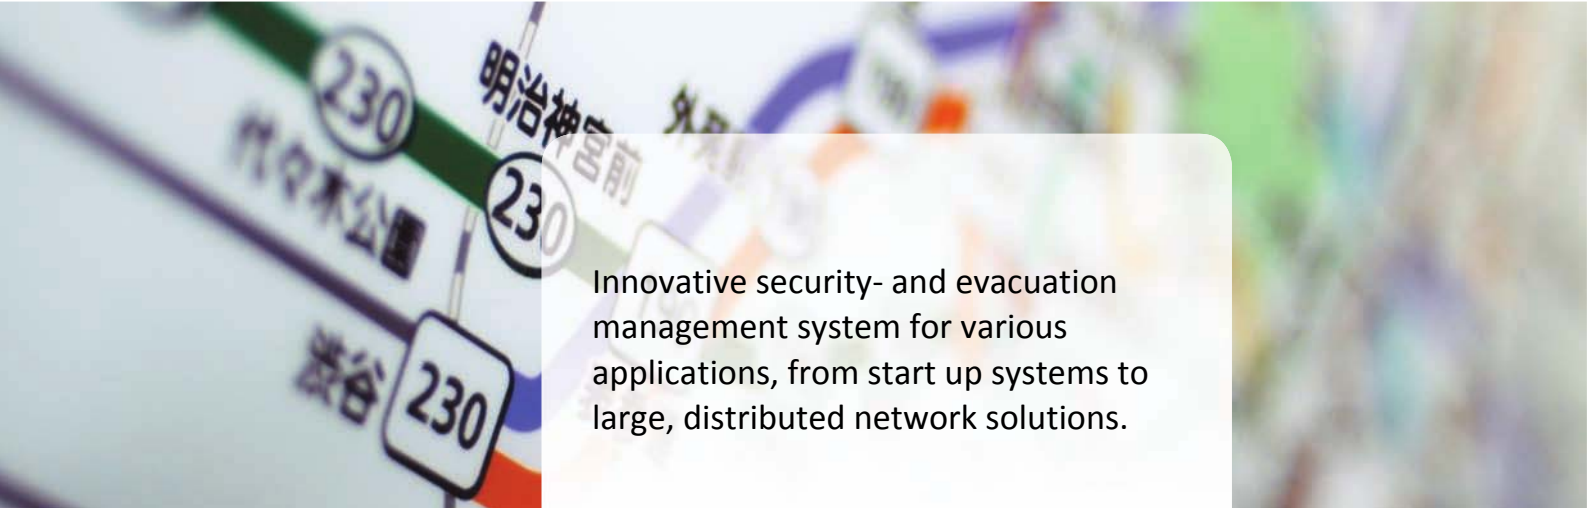 230
明治神宮前
代々木公園
230
渋谷
230
Innovative security- and evacuation
management system for various
applications, from start up systems to
large, distributed network solutions.